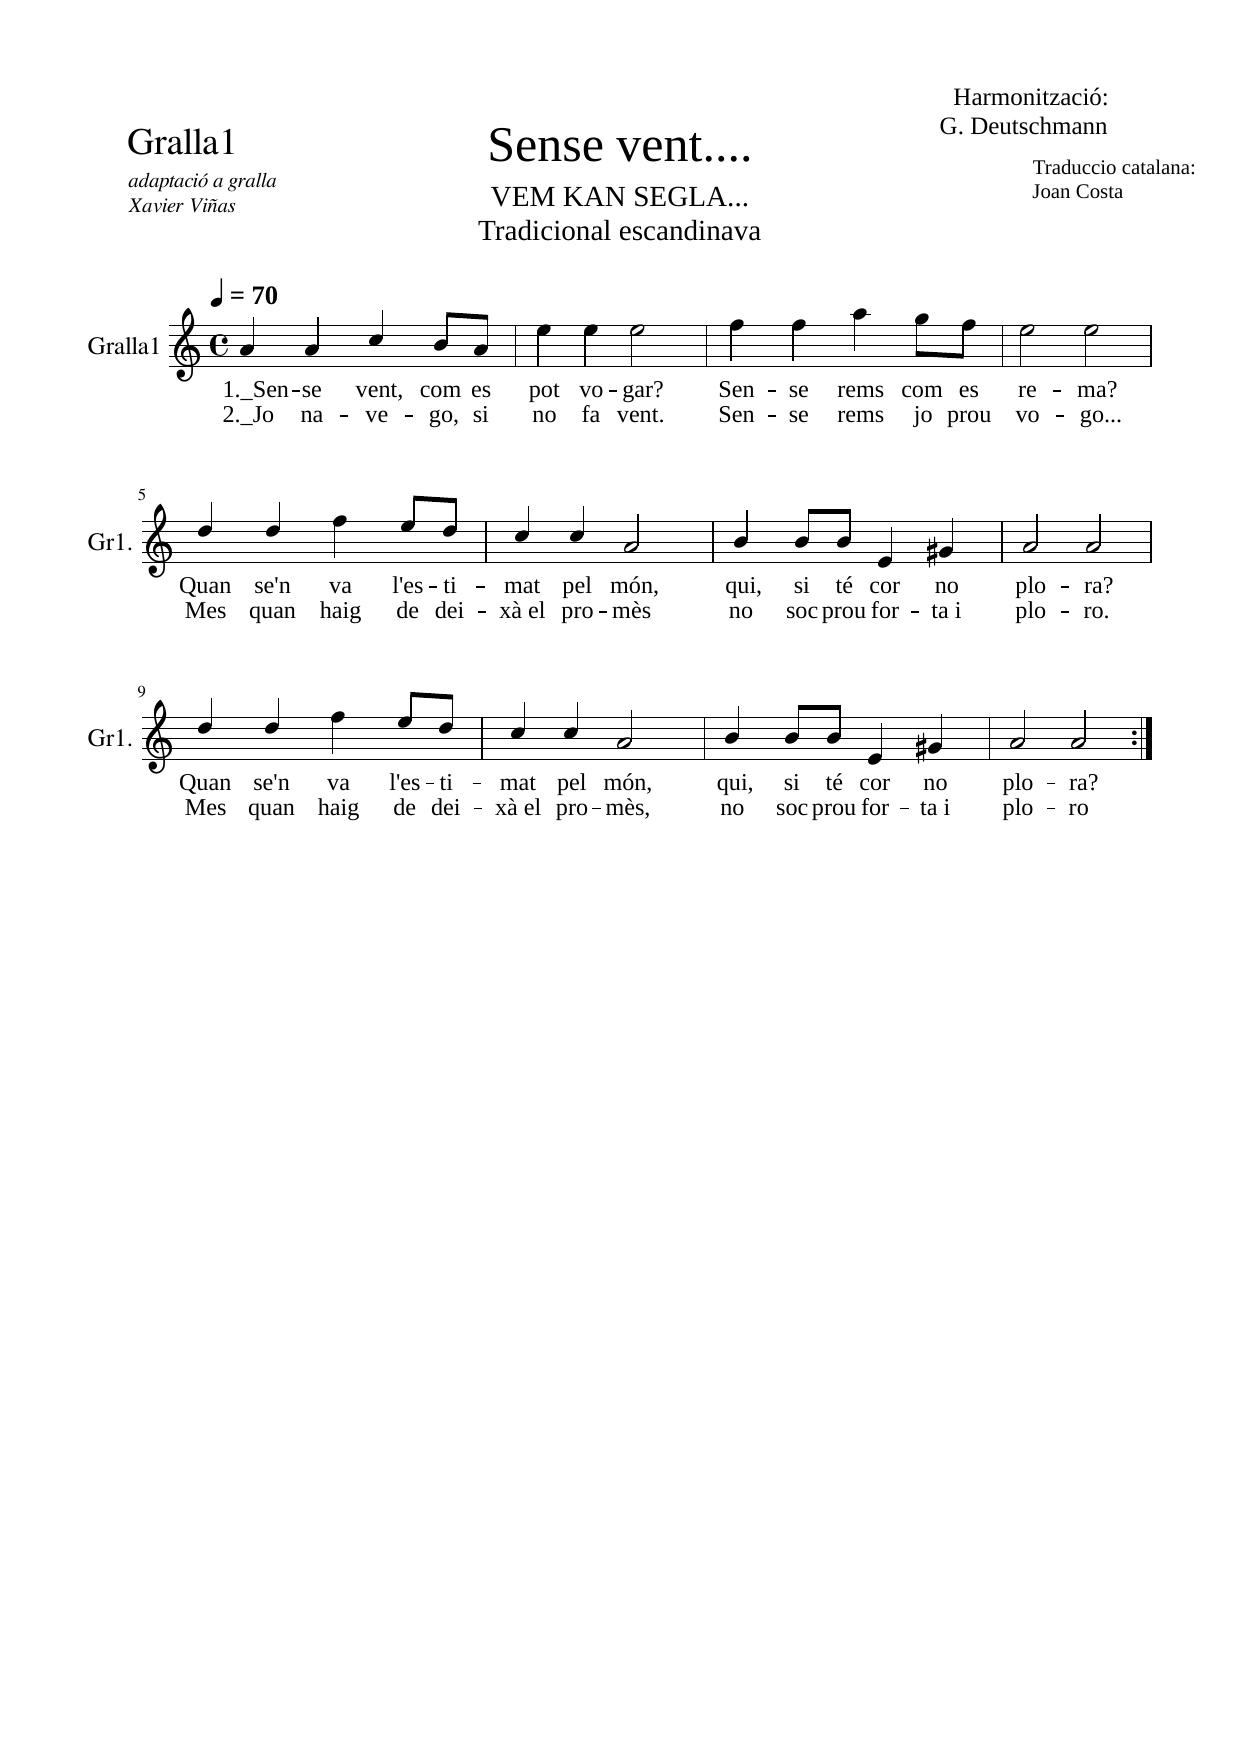 Harmonització:
G. Deutschmann
Gralla1
Sense vent....
adaptació a gralla
Xavier Viñas
Traduccio catalana:
Joan Costa
VEM KAN SEGLA...
Tradicional escandinava
= 70
Gralla1
1._Sen-se vent, com es pot vo-gar? Sen - se rems com es re - ma?
2._Jo na - ve - go, si no fa vent. Sen - se rems jo prou vo - go...
5
Gr1.
Quan se'n va l'es-ti - mat pel món, qui, si té cor no plo - ra?
Mes quan haig de dei - xà el pro-mès no soc prou for - ta i plo - ro.
9
Gr1.
Quan se'n va l'es-ti - mat pel món, qui, si té cor no plo - ra?
Mes quan haig de dei - xà el pro-mès, no soc prou for - ta i plo - ro